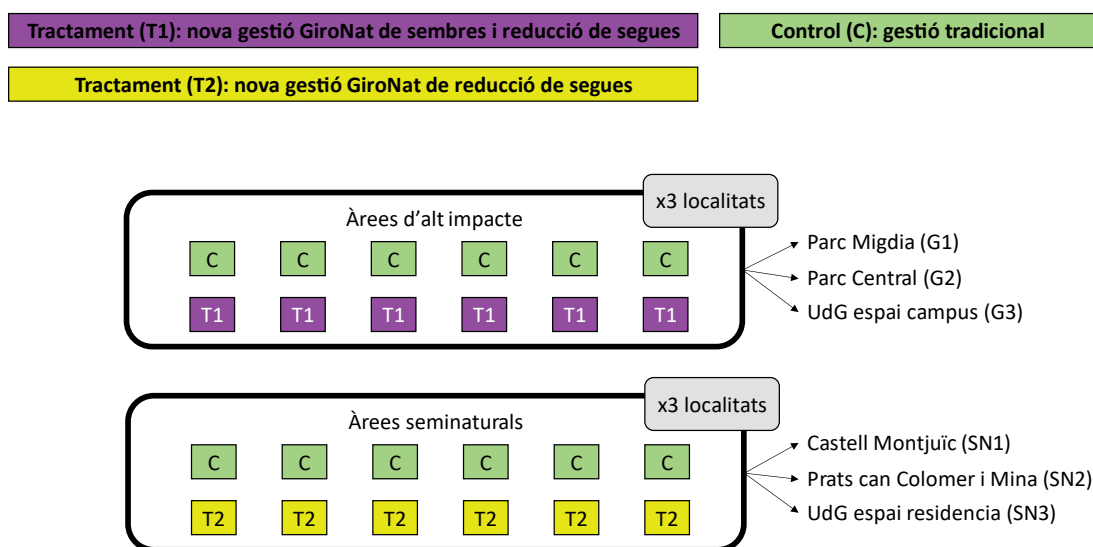 Tractament (T1): nova gestió GiroNat de sembres i reducció de segues
Control (C): gestió tradicional
Tractament (T2): nova gestió GiroNat de reducció de segues
x3 localitats
Àrees d'alt impacte
C C C C C C
T1 T1 T1 T1 T1 T1
Parc Migdia (G1)
Parc Central (G2)
UdG espai campus (G3)
x3 localitats
Àrees seminaturals
C C C C C C
T2 T2 T2 T2 T2 T2
Castell Montjuïc (SN1)
Prats can Colomer i Mina (SN2)
UdG espai residencia (SN3)